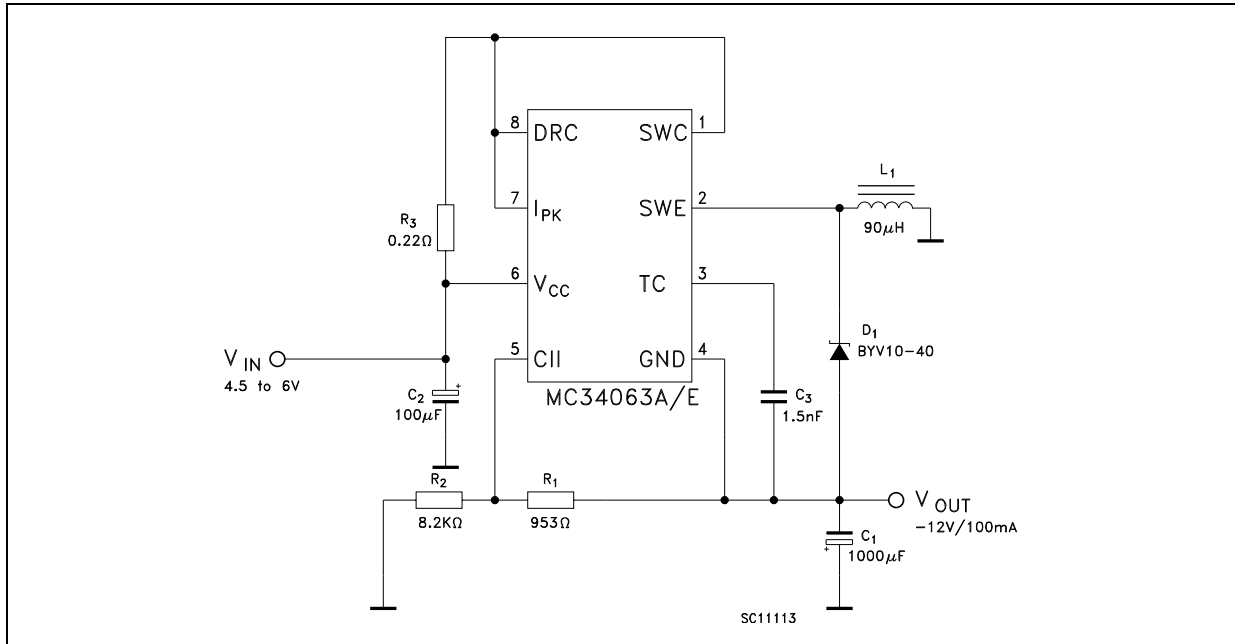 8 DRC SWC 1
7 I_PK SWE 2
L₁
90μH
R₃
0.22Ω
6 V_CC TC 3
D₁
BYV10-40
V_IN
4.5 to 6V
5 CII GND 4
MC34063A/E
C₂
100μF
+
C₃
1.5nF
R₂
8.2KΩ
R₁
953Ω
V_OUT
-12V/100mA
C₁
1000μF
+
SC11113